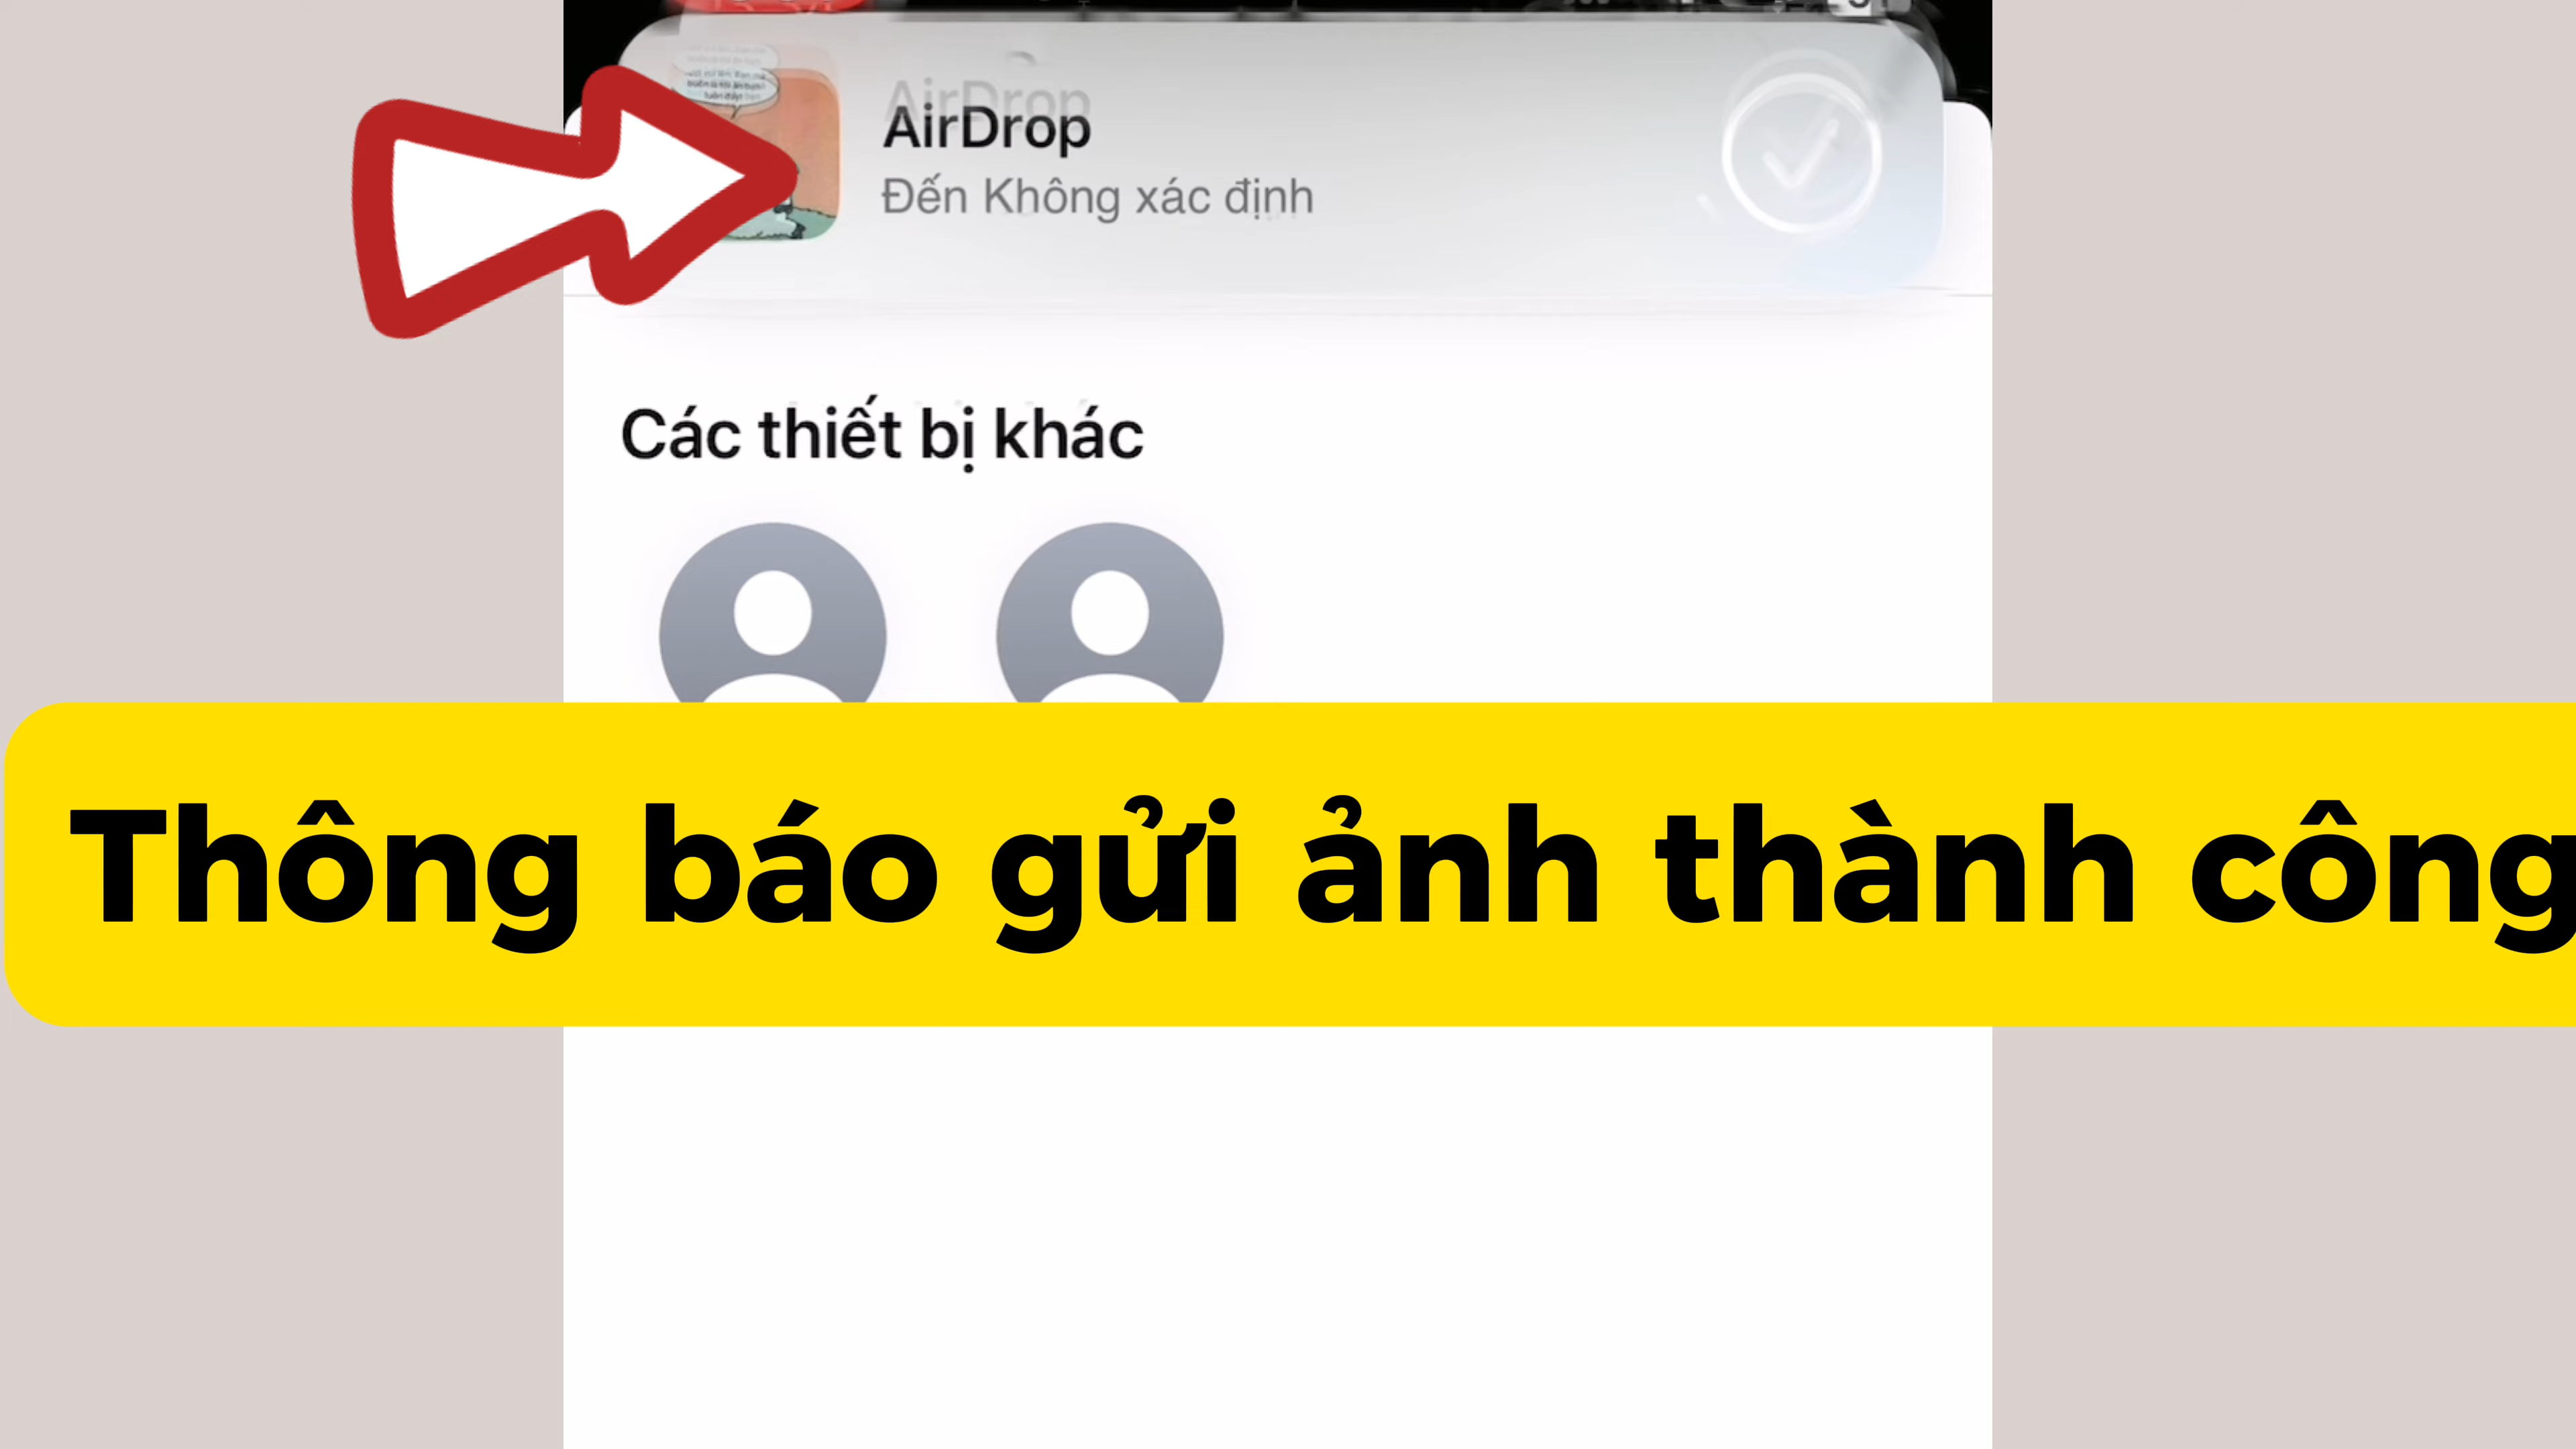 AirDrop
Đến Không xác định
Các thiết bị khác
Thông báo gửi ảnh thành công